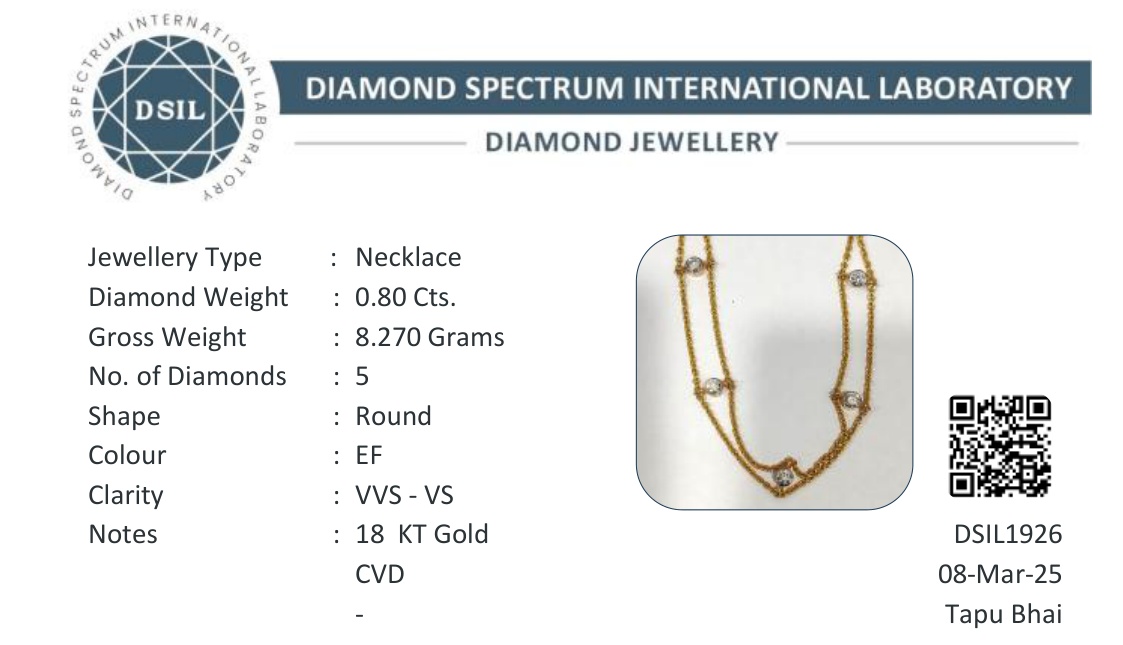 DIAMOND SPECTRUM INTERNATIONAL LABORATORY
DSIL
DIAMOND SPECTRUM INTERNATIONAL LABORATORY
DIAMOND JEWELLERY
Jewellery Type : Necklace
Diamond Weight : 0.80 Cts.
Gross Weight : 8.270 Grams
No. of Diamonds : 5
Shape : Round
Colour : EF
Clarity : VVS - VS
Notes : 18 KT Gold
CVD
-
DSIL1926
08-Mar-25
Tapu Bhai